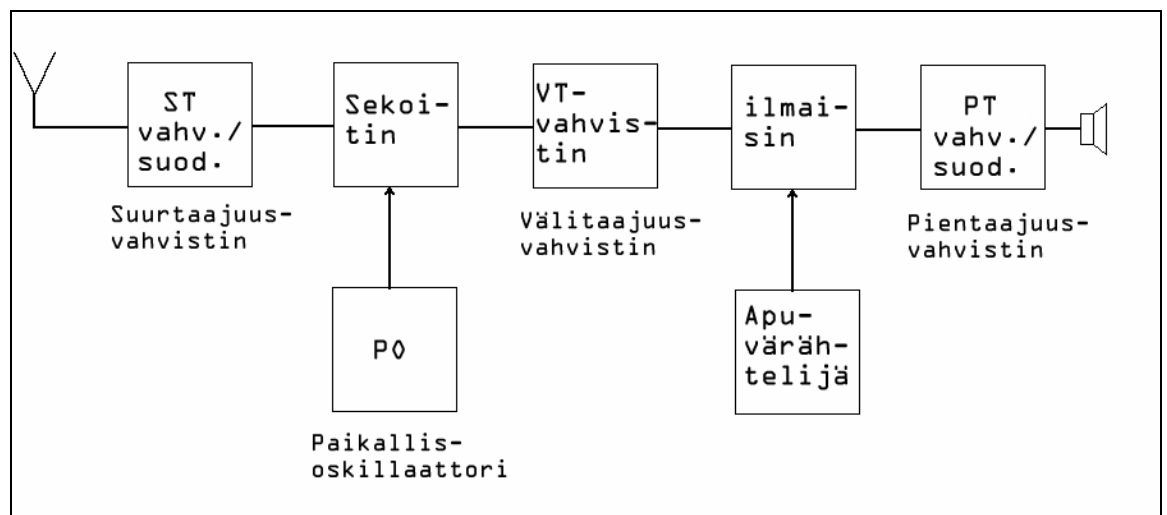 ST
vahv./
suod.
Suurtaajuus-
vahvistin
Sekoi-
tin
VT-
vahvis-
tin
Välitaajuus-
vahvistin
ilmai-
sin
PT
vahv./
suod.
Pientaajuus-
vahvistin
PO
Paikallis-
oskillaattori
Apu-
väräh-
telijä